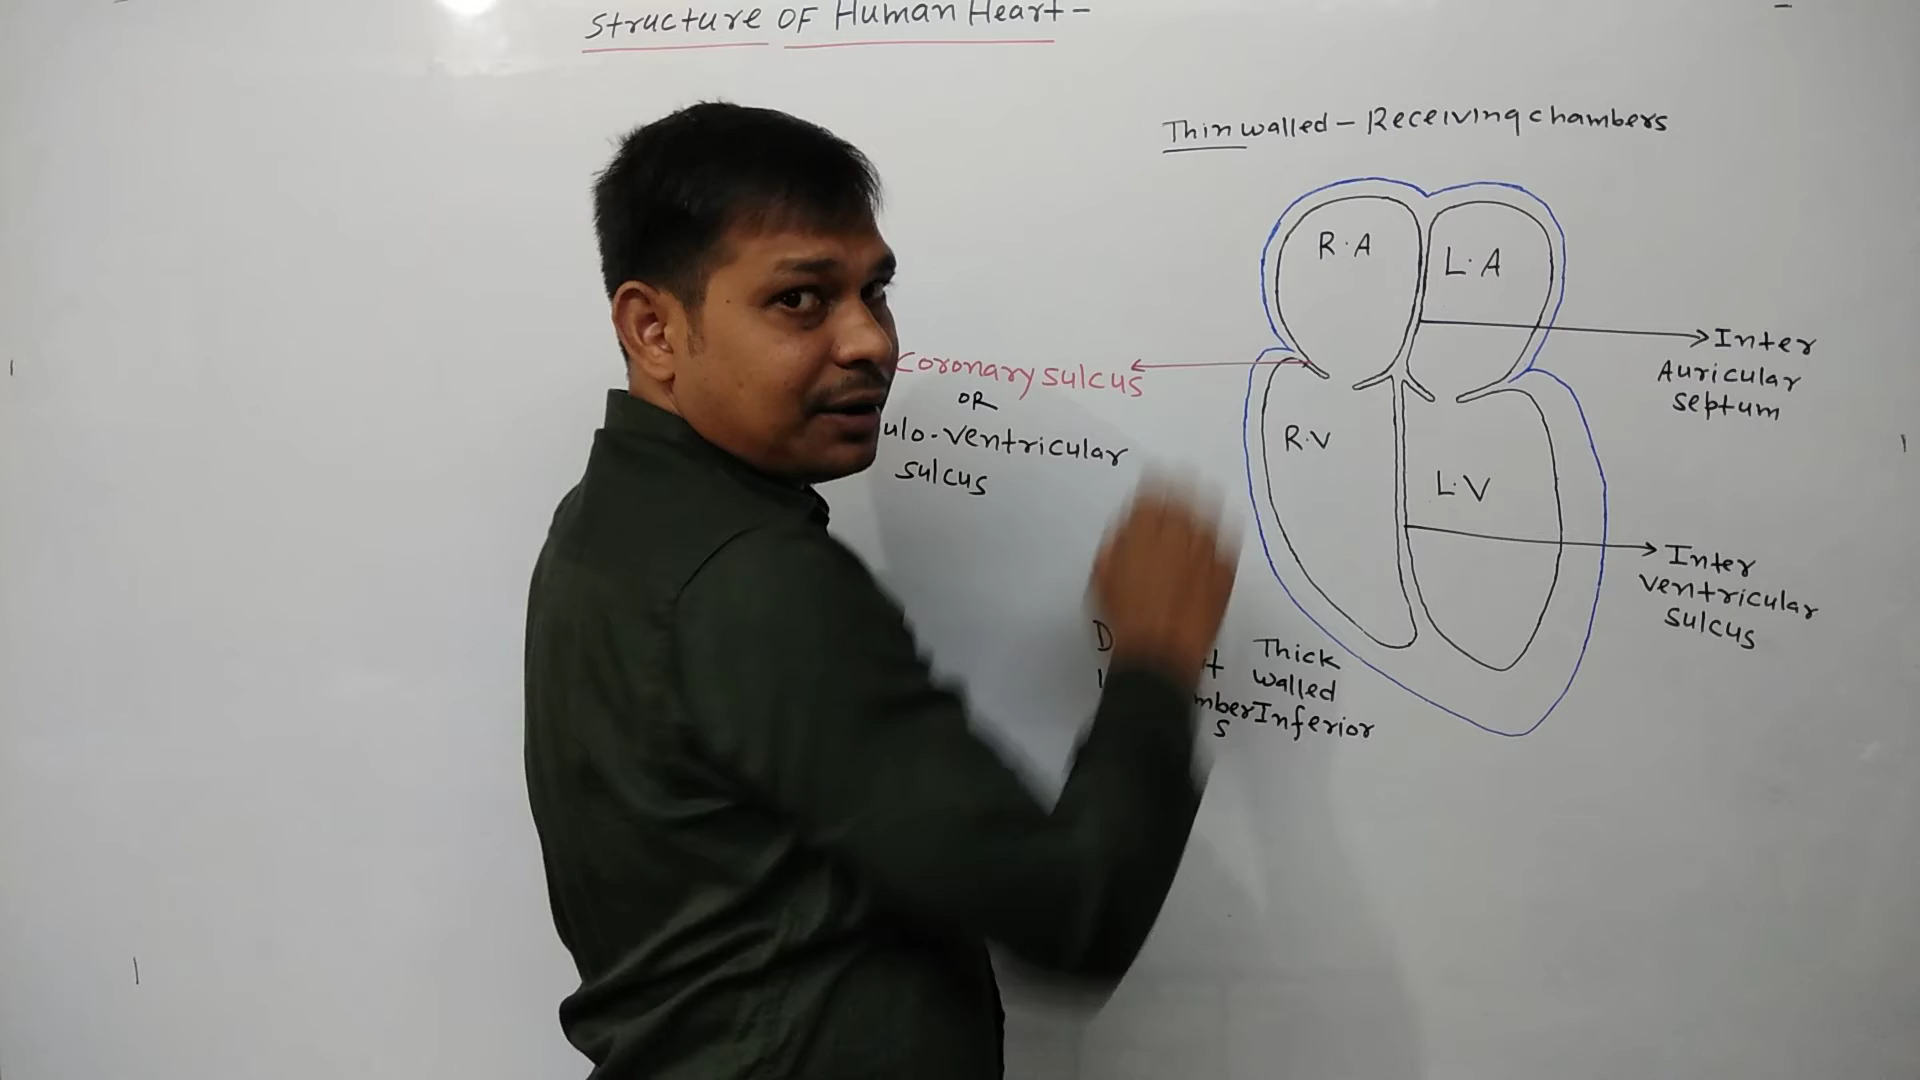 Structure OF Human Heart-
Thin walled - Receiving chambers
R.A
L.A
Inter
Auricular
septum
Coronary sulcus
OR
ulo-ventricular
sulcus
R.V
L.V
Inter
ventricular
sulcus
Thick
walled
Inferior